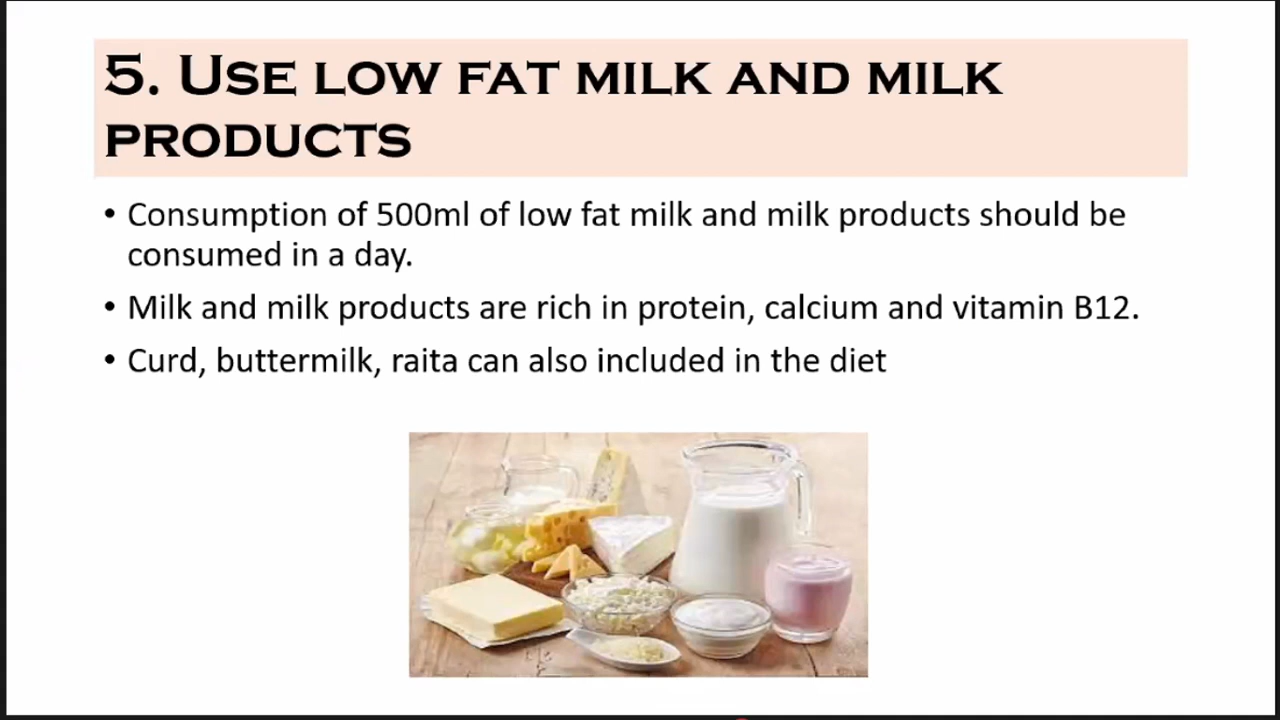 5. Use low fat milk and milk
products
• Consumption of 500ml of low fat milk and milk products should be
consumed in a day.
• Milk and milk products are rich in protein, calcium and vitamin B12.
• Curd, buttermilk, raita can also included in the diet